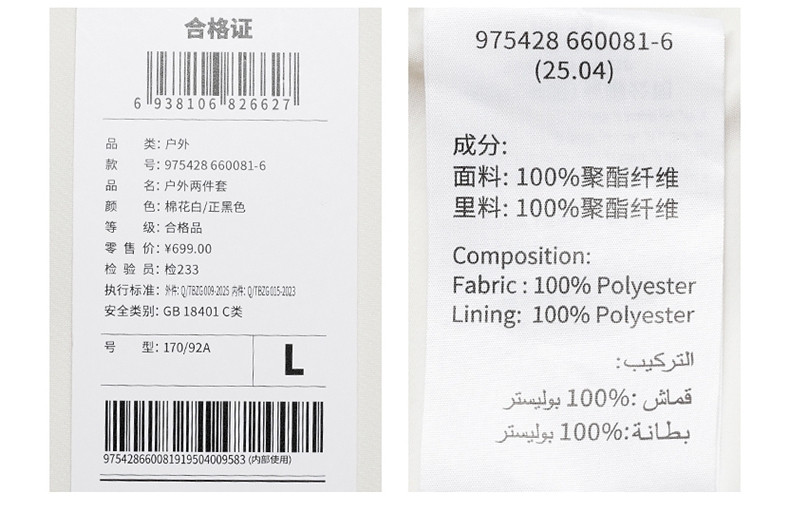 合格证
6 938106 826627
品 类: 户外
款 号: 975428 660081-6
品 名: 户外两件套
颜 色: 棉花白/正黑色
等 级: 合格品
零 售 价: ¥699.00
检 验 员: 检233
执行标准: 外件: Q/TBZG 009-2025 内件: Q/TBZG 015-2023
安全类别: GB 18401 C类
号 型: 170/92A
L
975428660081919504009583 (内部使用)
975428 660081-6
(25.04)
成分:
面料: 100%聚酯纤维
里料: 100%聚酯纤维
Composition:
Fabric : 100% Polyester
Lining: 100% Polyester
التركيب:
قماش :100% بوليستر
بطانة:100% بوليستر